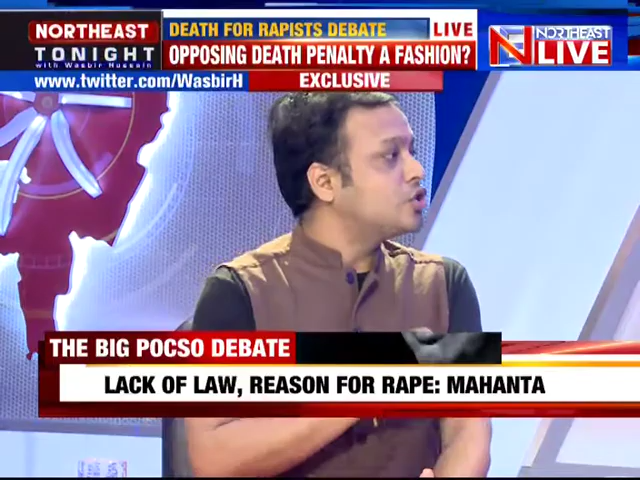 NORTHEAST
TONIGHT
with Wasbir Hussain
DEATH FOR RAPISTS DEBATE
LIVE
OPPOSING DEATH PENALTY A FASHION?
www.twitter.com/WasbirH
EXCLUSIVE
N
NORTHEAST
LIVE
THE BIG POCSO DEBATE
LACK OF LAW, REASON FOR RAPE: MAHANTA
NORTHEAST